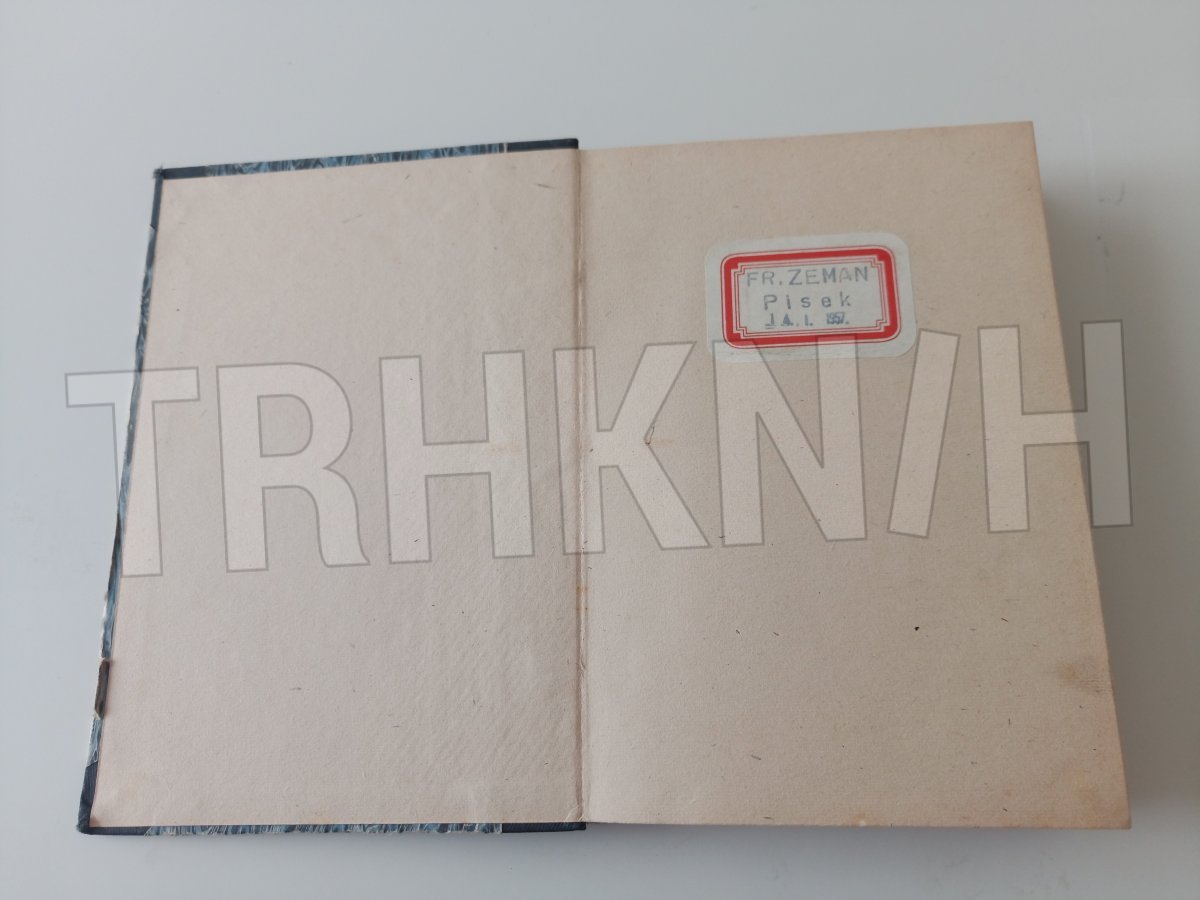 FR. ZEMAN
Pisek
14. I. 1957.
TRHKNIH